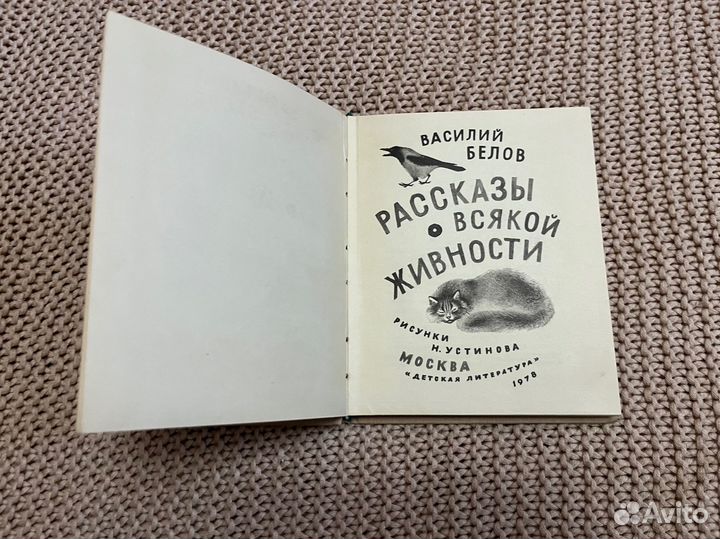 ВАСИЛИЙ
БЕЛОВ
РАССКАЗЫ
О ВСЯКОЙ
ЖИВНОСТИ
РИСУНКИ
Н. УСТИНОВА
МОСКВА
"ДЕТСКАЯ ЛИТЕРАТУРА"
1978
Avito